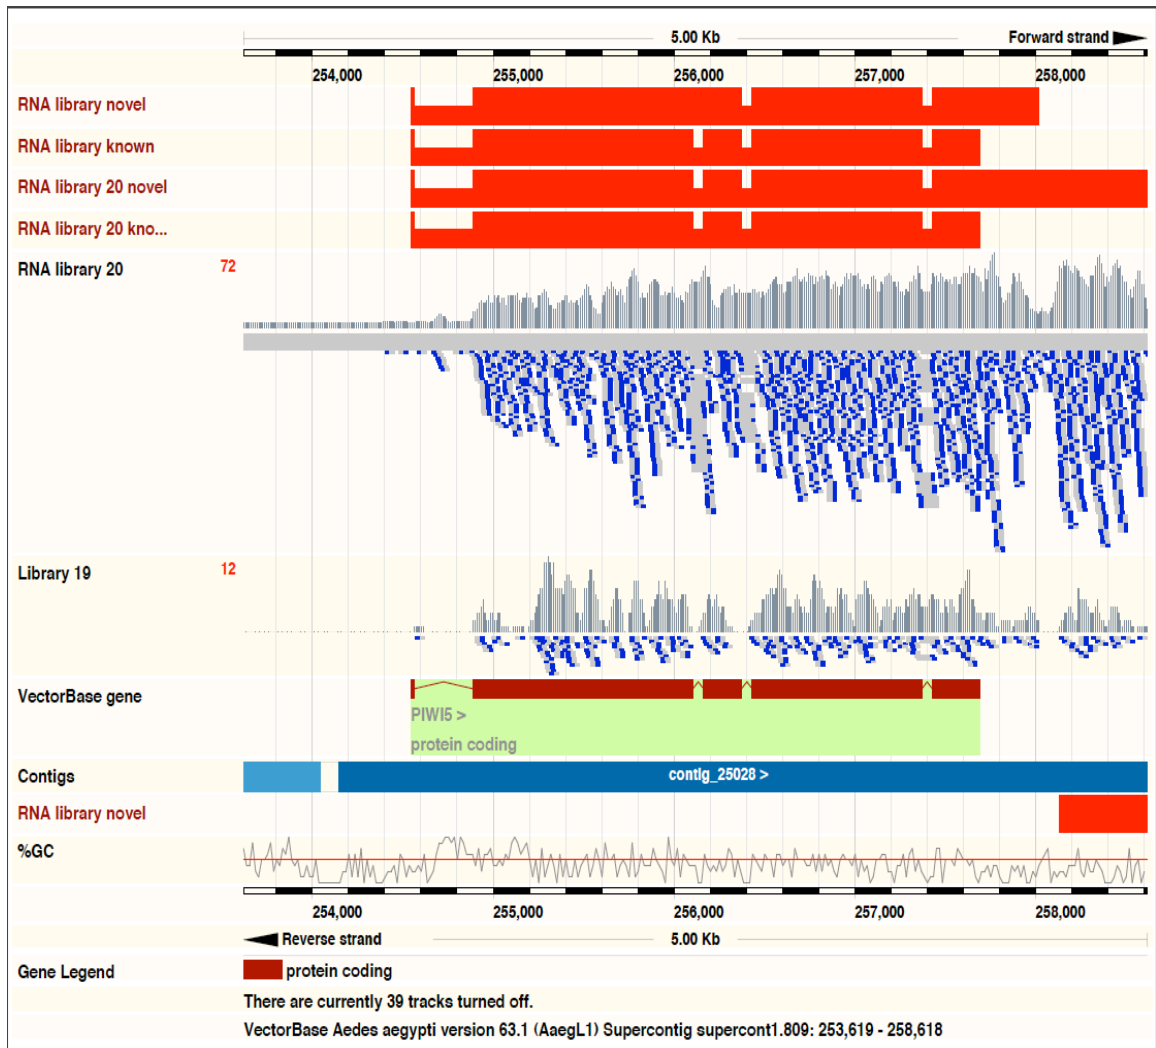 5.00 Kb Forward strand
254,000 255,000 256,000 257,000 258,000
RNA library novel
RNA library known
RNA library 20 novel
RNA library 20 kno...
RNA library 20 72
Library 19 12
VectorBase gene
PIWI5 >
protein coding
Contigs contig_25028 >
RNA library novel
%GC
254,000 255,000 256,000 257,000 258,000
Reverse strand 5.00 Kb
Gene Legend protein coding
There are currently 39 tracks turned off.
VectorBase Aedes aegypti version 63.1 (AaegL1) Supercontig supercont1.809: 253,619 - 258,618